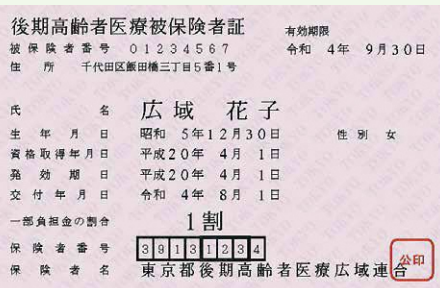 後期高齢者医療被保険者証
有効期限
被保険者番号 01234567
令和 4年 9月30日
住所 千代田区飯田橋三丁目5番1号
氏名 広域 花子
生年月日 昭和 5年12月30日 性別 女
資格取得年月日 平成20年 4月 1日
発効期日 平成20年 4月 1日
交付年月日 令和 4年 8月 1日
一部負担金の割合 1割
保険者番号 39131234
保険者名 東京都後期高齢者医療広域連合
公印